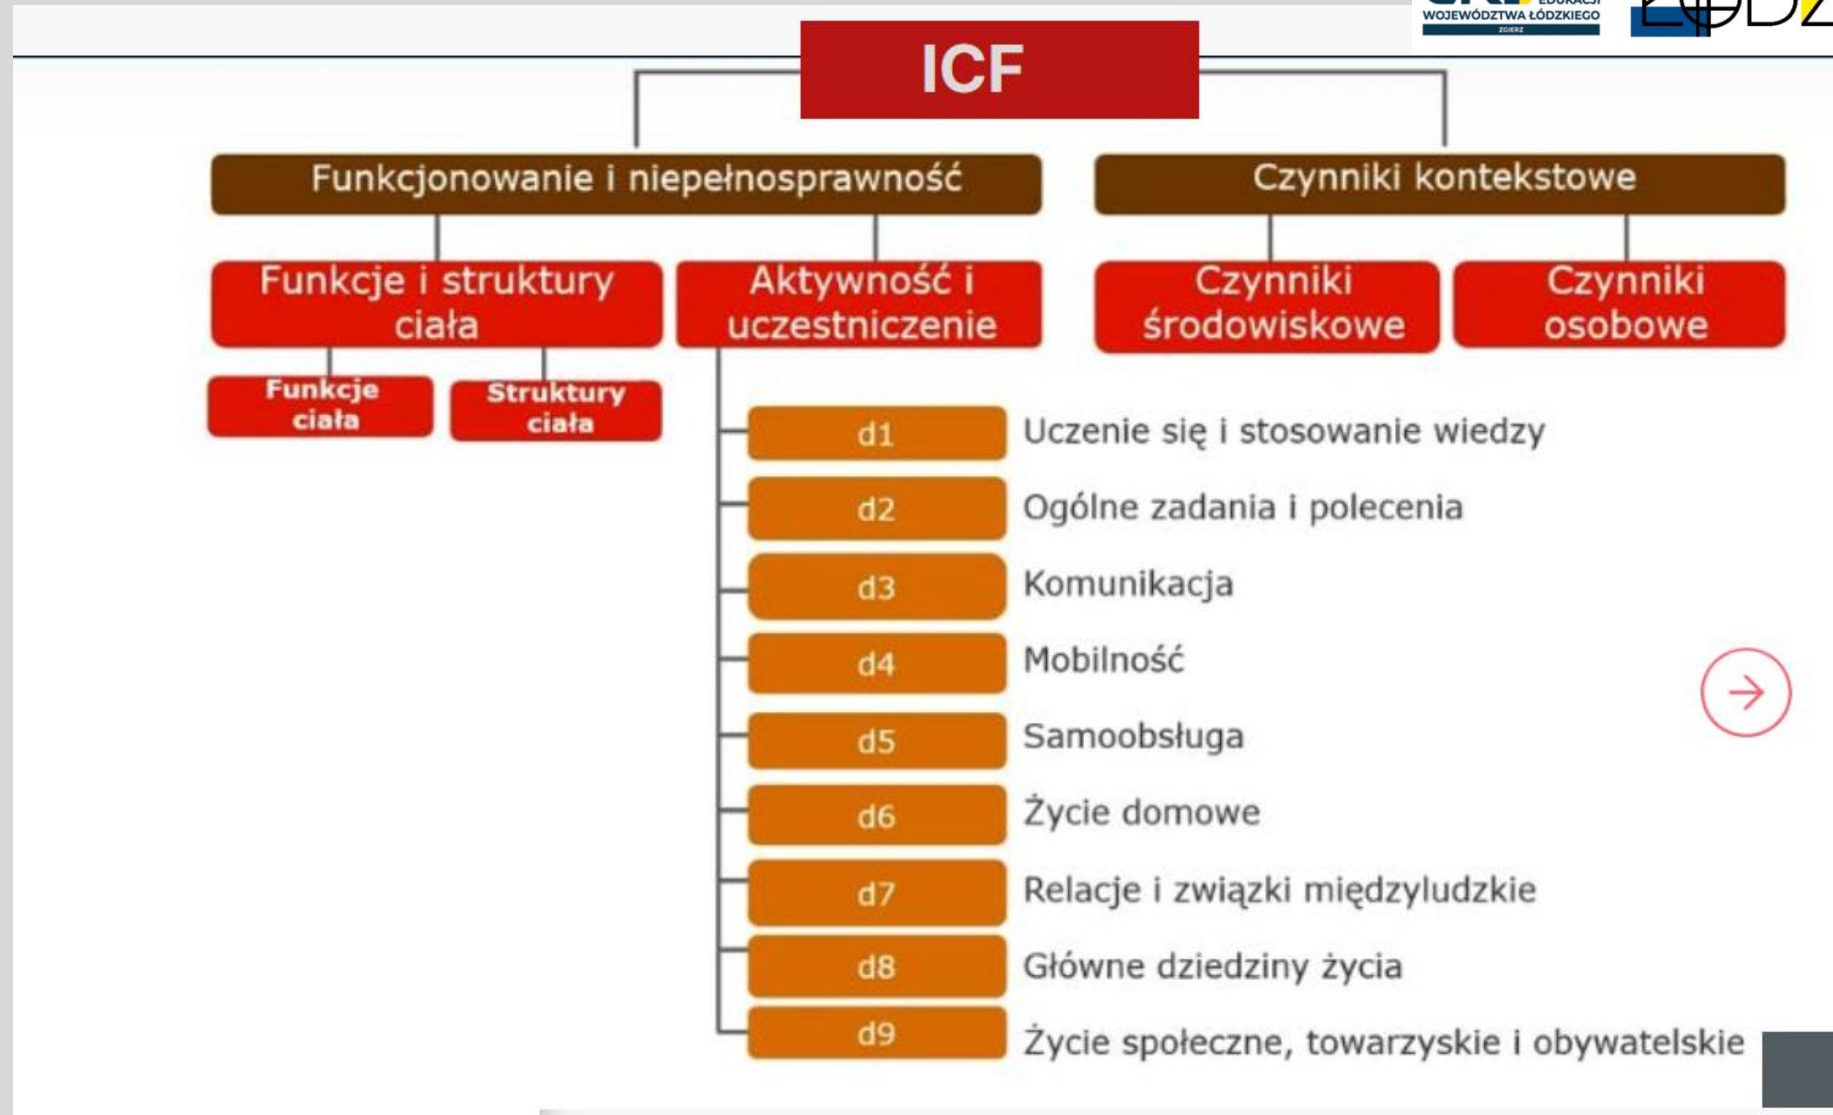 EDUKACJI
WOJEWÓDZTWA ŁÓDZKIEGO
ZGIERZ
ICF
Funkcjonowanie i niepełnosprawność
Czynniki kontekstowe
Funkcje i struktury
ciała
Aktywność i
uczestniczenie
Czynniki
środowiskowe
Czynniki
osobowe
Funkcje
ciała
Struktury
ciała
d1 Uczenie się i stosowanie wiedzy
d2 Ogólne zadania i polecenia
d3 Komunikacja
d4 Mobilność
d5 Samoobsługa
d6 Życie domowe
d7 Relacje i związki międzyludzkie
d8 Główne dziedziny życia
d9 Życie społeczne, towarzyskie i obywatelskie